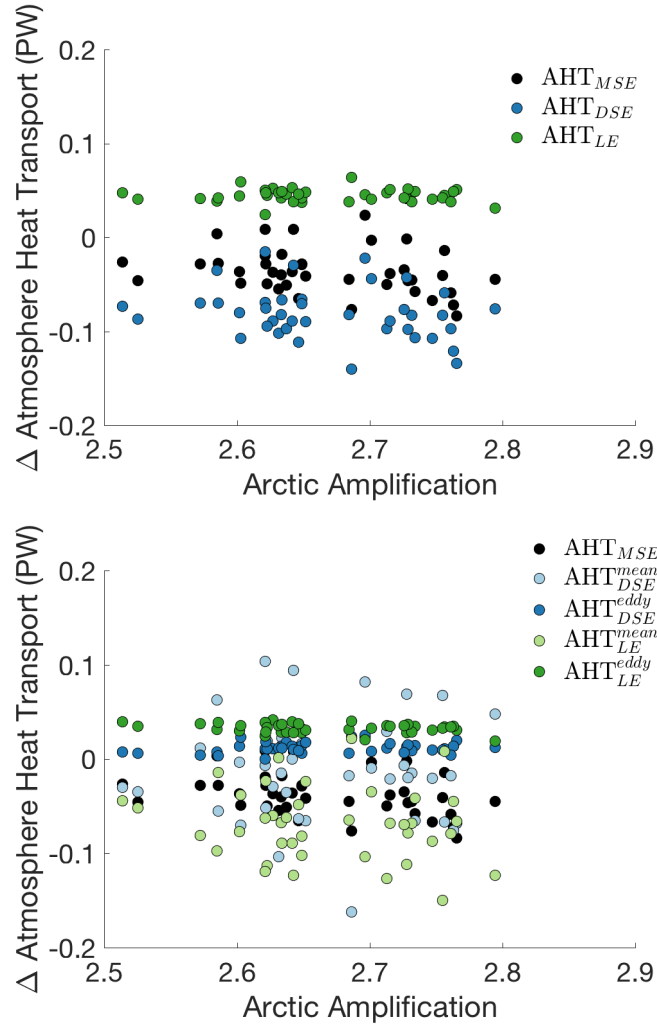 0.2
0.1
0
-0.1
-0.2
2.5 2.6 2.7 2.8 2.9
Δ Atmosphere Heat Transport (PW)
Arctic Amplification
AHT_MSE
AHT_DSE
AHT_LE
0.2
0.1
0
-0.1
-0.2
2.5 2.6 2.7 2.8 2.9
Δ Atmosphere Heat Transport (PW)
Arctic Amplification
AHT_MSE
AHT_DSE^mean
AHT_DSE^eddy
AHT_LE^mean
AHT_LE^eddy